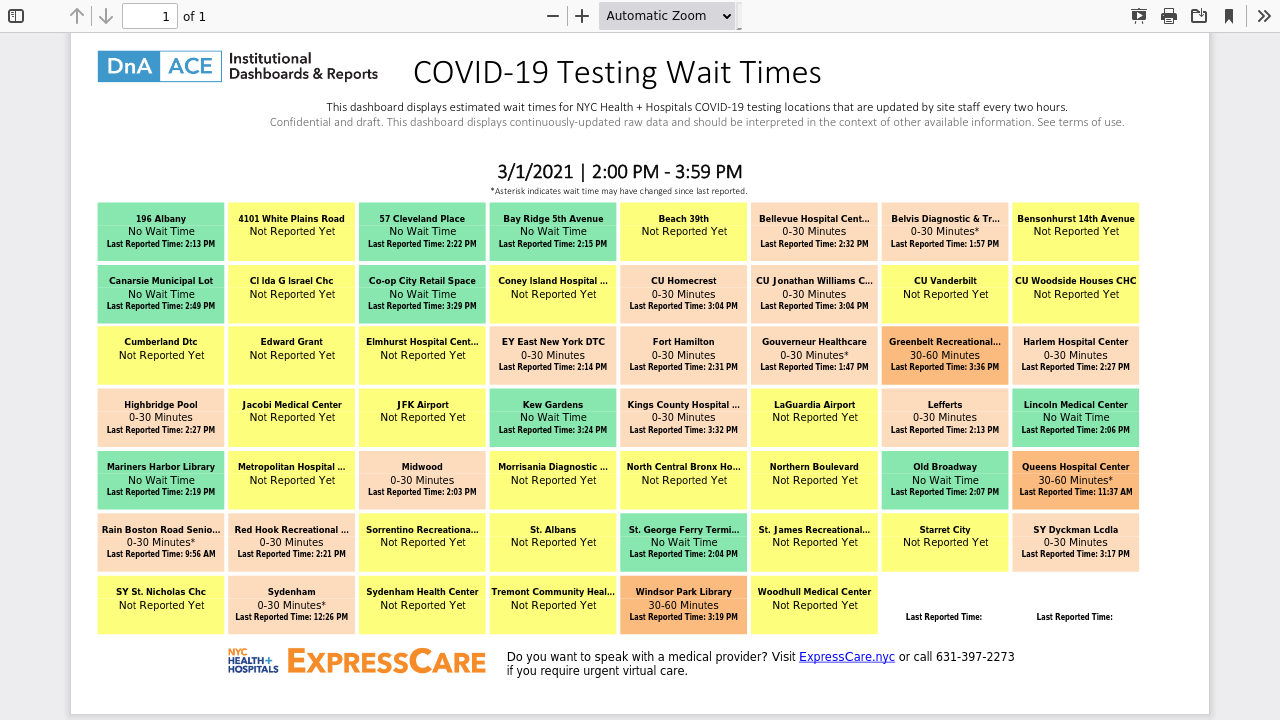 1 of 1
Automatic Zoom
DnA ACE Institutional Dashboards & Reports
COVID-19 Testing Wait Times
This dashboard displays estimated wait times for NYC Health + Hospitals COVID-19 testing locations that are updated by site staff every two hours.
Confidential and draft. This dashboard displays continuously-updated raw data and should be interpreted in the context of other available information. See terms of use.
3/1/2021 | 2:00 PM - 3:59 PM
*Asterisk indicates wait time may have changed since last reported.
196 Albany
No Wait Time
Last Reported Time: 2:13 PM
4101 White Plains Road
Not Reported Yet
57 Cleveland Place
No Wait Time
Last Reported Time: 2:22 PM
Bay Ridge 5th Avenue
No Wait Time
Last Reported Time: 2:15 PM
Beach 39th
Not Reported Yet
Bellevue Hospital Cent...
0-30 Minutes
Last Reported Time: 2:32 PM
Belvis Diagnostic & Tr...
0-30 Minutes*
Last Reported Time: 1:57 PM
Bensonhurst 14th Avenue
Not Reported Yet
Canarsie Municipal Lot
No Wait Time
Last Reported Time: 2:49 PM
Cl Ida G Israel Chc
Not Reported Yet
Co-op City Retail Space
No Wait Time
Last Reported Time: 3:29 PM
Coney Island Hospital ...
Not Reported Yet
CU Homecrest
0-30 Minutes
Last Reported Time: 3:04 PM
CU Jonathan Williams C...
0-30 Minutes
Last Reported Time: 3:04 PM
CU Vanderbilt
Not Reported Yet
CU Woodside Houses CHC
Not Reported Yet
Cumberland Dtc
Not Reported Yet
Edward Grant
Not Reported Yet
Elmhurst Hospital Cent...
Not Reported Yet
EY East New York DTC
0-30 Minutes
Last Reported Time: 2:14 PM
Fort Hamilton
0-30 Minutes
Last Reported Time: 2:31 PM
Gouverneur Healthcare
0-30 Minutes*
Last Reported Time: 1:47 PM
Greenbelt Recreational...
30-60 Minutes
Last Reported Time: 3:36 PM
Harlem Hospital Center
0-30 Minutes
Last Reported Time: 2:27 PM
Highbridge Pool
0-30 Minutes
Last Reported Time: 2:27 PM
Jacobi Medical Center
Not Reported Yet
JFK Airport
Not Reported Yet
Kew Gardens
No Wait Time
Last Reported Time: 3:24 PM
Kings County Hospital ...
0-30 Minutes
Last Reported Time: 3:32 PM
LaGuardia Airport
Not Reported Yet
Lefferts
0-30 Minutes
Last Reported Time: 2:13 PM
Lincoln Medical Center
No Wait Time
Last Reported Time: 2:06 PM
Mariners Harbor Library
No Wait Time
Last Reported Time: 2:19 PM
Metropolitan Hospital ...
Not Reported Yet
Midwood
0-30 Minutes
Last Reported Time: 2:03 PM
Morrisania Diagnostic ...
Not Reported Yet
North Central Bronx Ho...
Not Reported Yet
Northern Boulevard
Not Reported Yet
Old Broadway
No Wait Time
Last Reported Time: 2:07 PM
Queens Hospital Center
30-60 Minutes*
Last Reported Time: 11:37 AM
Rain Boston Road Senio...
0-30 Minutes*
Last Reported Time: 9:56 AM
Red Hook Recreational ...
0-30 Minutes
Last Reported Time: 2:21 PM
Sorrentino Recreationa...
Not Reported Yet
St. Albans
Not Reported Yet
St. George Ferry Termi...
No Wait Time
Last Reported Time: 2:04 PM
St. James Recreational...
Not Reported Yet
Starret City
Not Reported Yet
SY Dyckman Lcdla
0-30 Minutes
Last Reported Time: 3:17 PM
SY St. Nicholas Chc
Not Reported Yet
Sydenham
0-30 Minutes*
Last Reported Time: 12:26 PM
Sydenham Health Center
Not Reported Yet
Tremont Community Heal...
Not Reported Yet
Windsor Park Library
30-60 Minutes
Last Reported Time: 3:19 PM
Woodhull Medical Center
Not Reported Yet
Last Reported Time:
Last Reported Time:
NYC
HEALTH+
HOSPITALS
EXPRESSCARE
Do you want to speak with a medical provider? Visit ExpressCare.nyc or call 631-397-2273
if you require urgent virtual care.